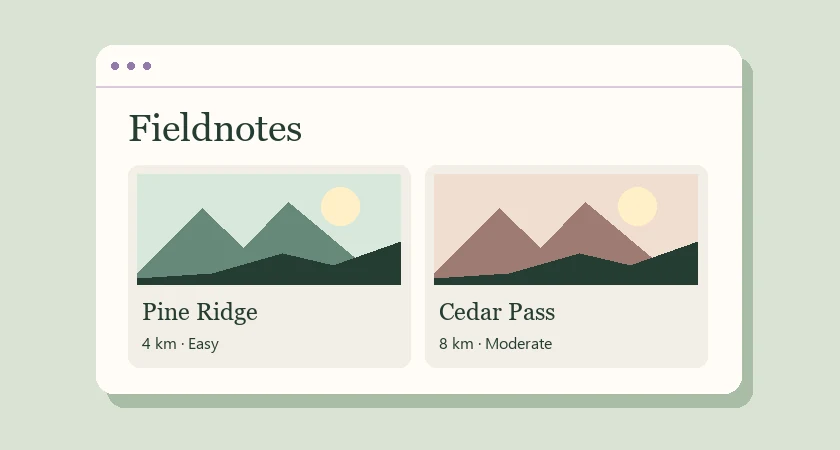 Fieldnotes
Pine Ridge
4 km · Easy
Cedar Pass
8 km · Moderate